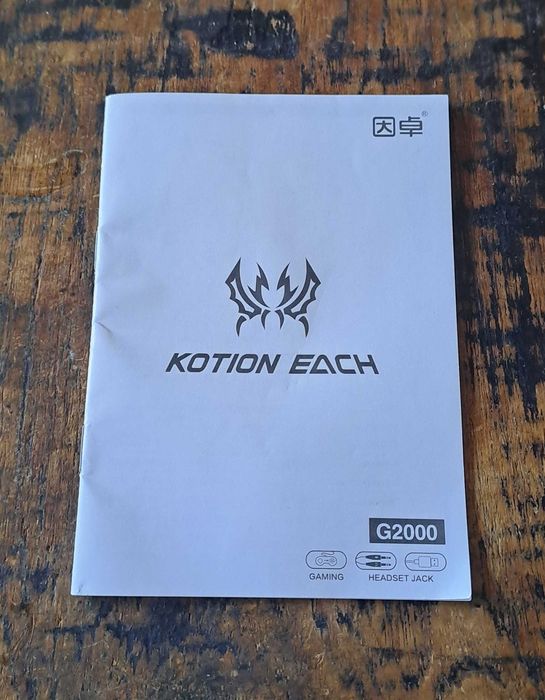 因卓®
KOTION EACH
G2000
GAMING HEADSET JACK